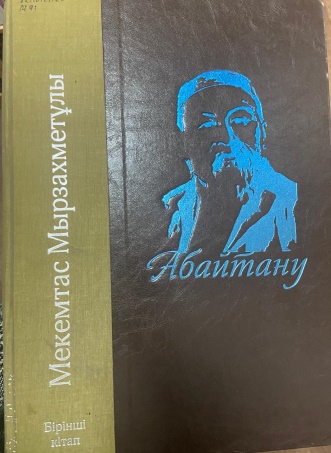 Мекемтас Мырзахметұлы
Бірінші
кітап
Абайтану